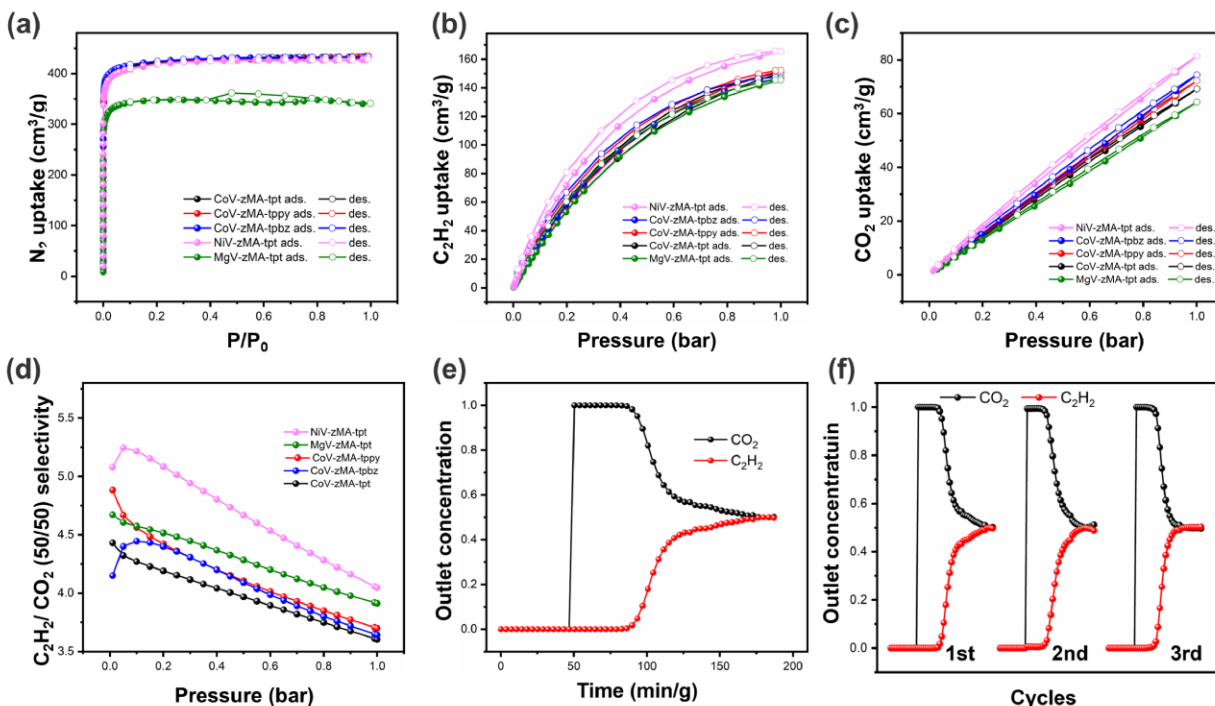 (a)
N2 uptake (cm³/g)
400
300
200
100
0
CoV-zMA-tpt ads. des.
CoV-zMA-tppy ads. des.
CoV-zMA-tpbz ads. des.
NiV-zMA-tpt ads. des.
MgV-zMA-tpt ads. des.
0.0 0.2 0.4 0.6 0.8 1.0
P/P₀
(b)
C₂H₂ uptake (cm³/g)
160
140
120
100
80
60
40
20
0
NiV-zMA-tpt ads. des.
CoV-zMA-tpbz ads. des.
CoV-zMA-tppy ads. des.
CoV-zMA-tpt ads. des.
MgV-zMA-tpt ads. des.
0.0 0.2 0.4 0.6 0.8 1.0
Pressure (bar)
(c)
CO₂ uptake (cm³/g)
80
60
40
20
0
NiV-zMA-tpt ads. des.
CoV-zMA-tpbz ads. des.
CoV-zMA-tppy ads. des.
CoV-zMA-tpt ads. des.
MgV-zMA-tpt ads. des.
0.0 0.2 0.4 0.6 0.8 1.0
Pressure (bar)
(d)
C₂H₂/ CO₂ (50/50) selectivity
5.5
5.0
4.5
4.0
3.5
NiV-zMA-tpt
MgV-zMA-tpt
CoV-zMA-tppy
CoV-zMA-tpbz
CoV-zMA-tpt
0.0 0.2 0.4 0.6 0.8 1.0
Pressure (bar)
(e)
Outlet concentration
1.0
0.8
0.6
0.4
0.2
0.0
CO₂
C₂H₂
0 50 100 150 200
Time (min/g)
(f)
Outlet concentratuin
1.0
0.8
0.6
0.4
0.2
0.0
CO₂ C₂H₂
1st 2nd 3rd
Cycles